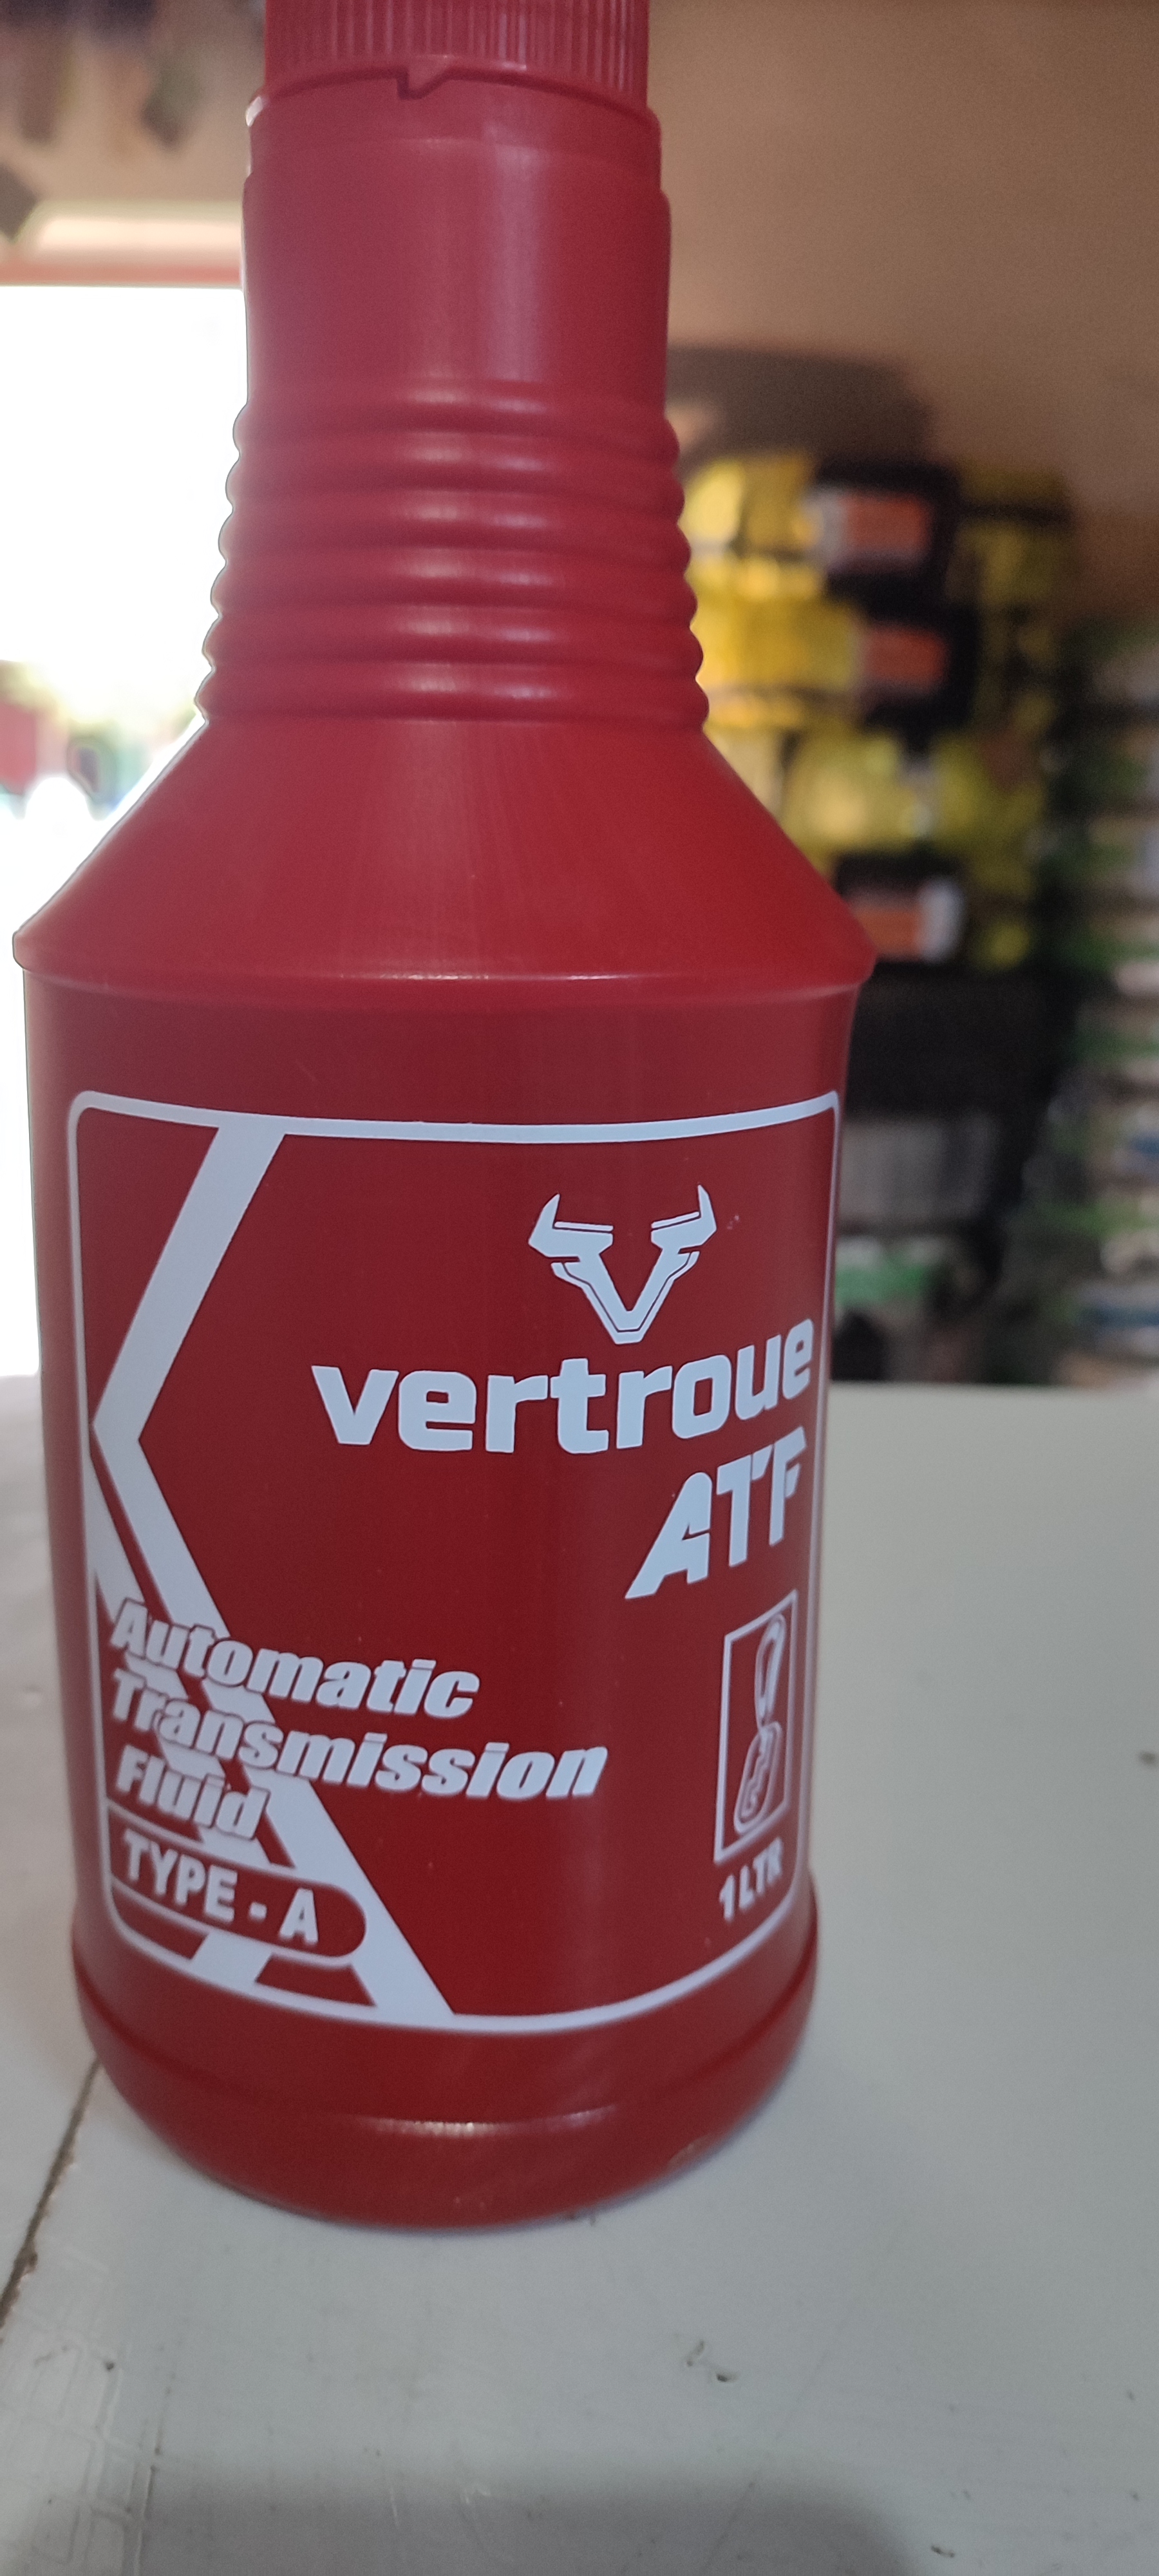 vertroue
ATF
Automatic
Transmission
Fluid
TYPE - A
1 LTR